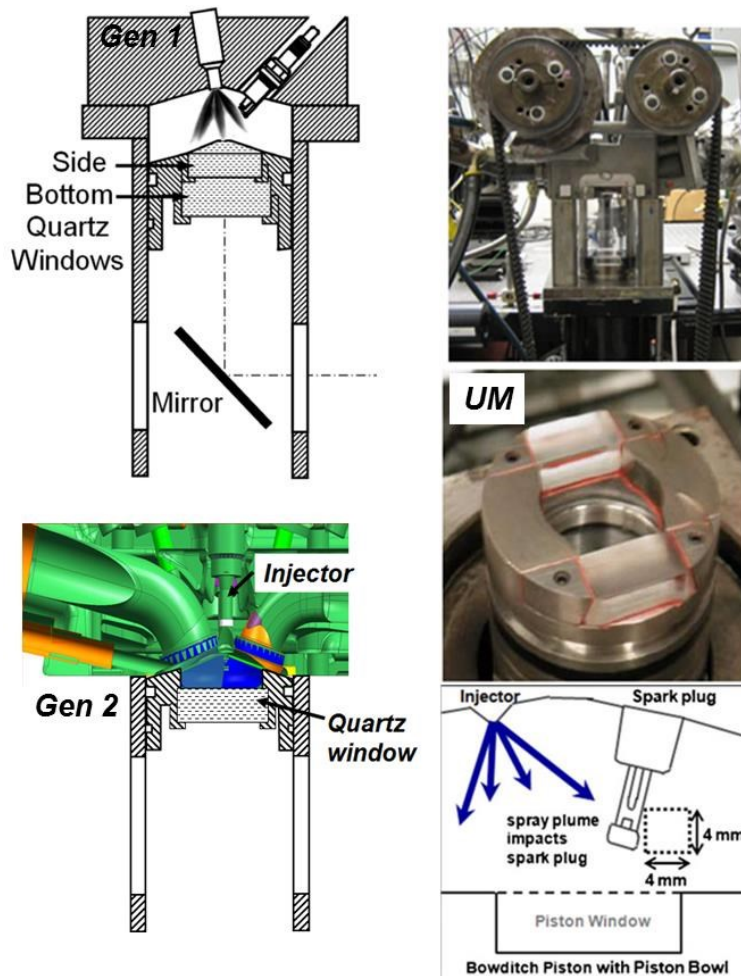 Gen 1
Side
Bottom
Quartz
Windows
Mirror
Injector
Gen 2
Quartz
window
UM
Injector
Spark plug
spray plume
impacts
spark plug
4 mm
4 mm
Piston Window
Bowditch Piston with Piston Bowl